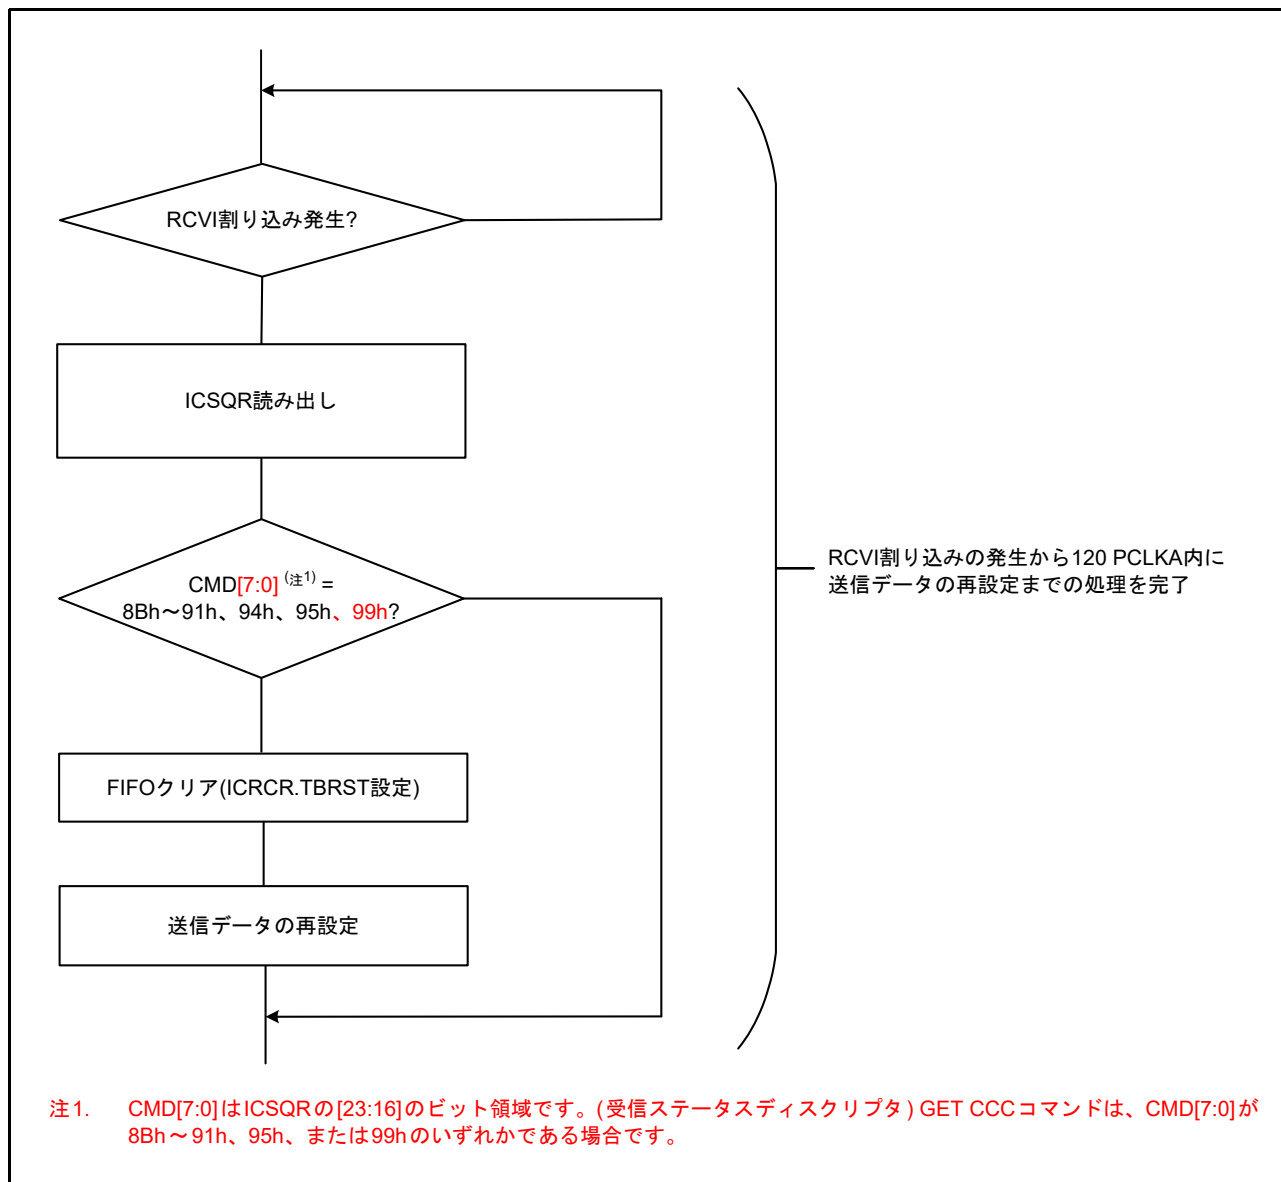 RCVI割り込み発生?
ICSQR読み出し
CMD[7:0] (注1) =
8Bh～91h、94h、95h、99h?
RCVI割り込みの発生から120 PCLKA内に
送信データの再設定までの処理を完了
FIFOクリア(ICRCR.TBRST設定)
送信データの再設定
注1. CMD[7:0]はICSQRの[23:16]のビット領域です。(受信ステータスディスクリプタ) GET CCCコマンドは、CMD[7:0]が
8Bh～91h、95h、または99hのいずれかである場合です。